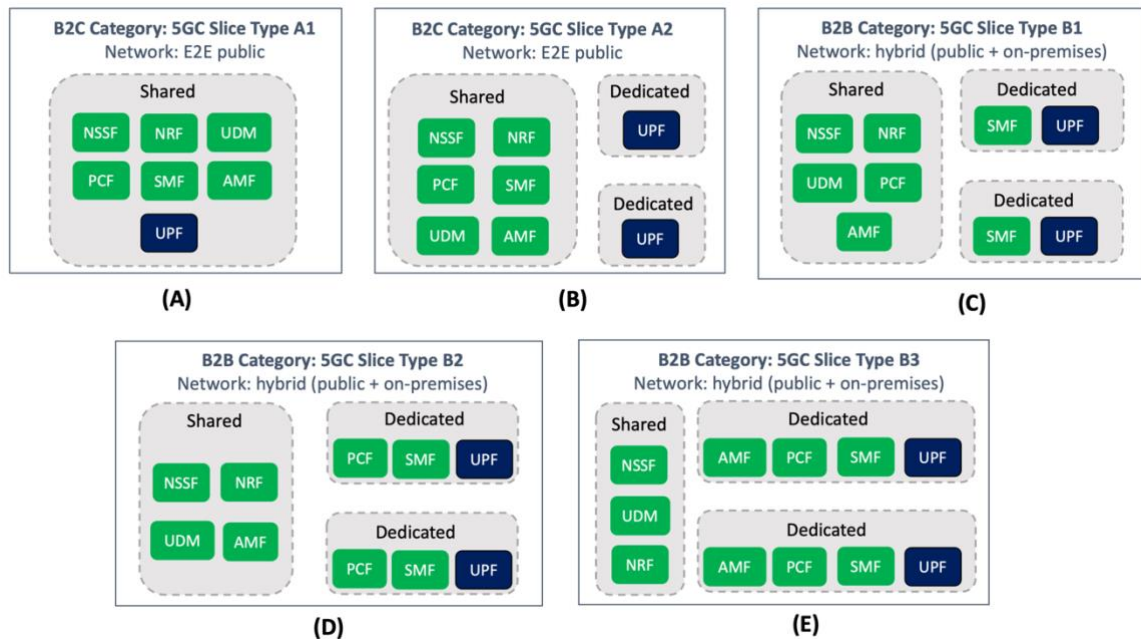 B2C Category: 5GC Slice Type A1
Network: E2E public
Shared
NSSF NRF UDM
PCF SMF AMF
UPF
(A)
B2C Category: 5GC Slice Type A2
Network: E2E public
Shared
NSSF NRF
PCF SMF
UDM AMF
Dedicated
UPF
Dedicated
UPF
(B)
B2B Category: 5GC Slice Type B1
Network: hybrid (public + on-premises)
Shared
NSSF NRF
UDM PCF
AMF
Dedicated
SMF UPF
Dedicated
SMF UPF
(C)
B2B Category: 5GC Slice Type B2
Network: hybrid (public + on-premises)
Shared
NSSF NRF
UDM AMF
Dedicated
PCF SMF UPF
Dedicated
PCF SMF UPF
(D)
B2B Category: 5GC Slice Type B3
Network: hybrid (public + on-premises)
Shared
NSSF
UDM
NRF
Dedicated
AMF PCF SMF UPF
Dedicated
AMF PCF SMF UPF
(E)